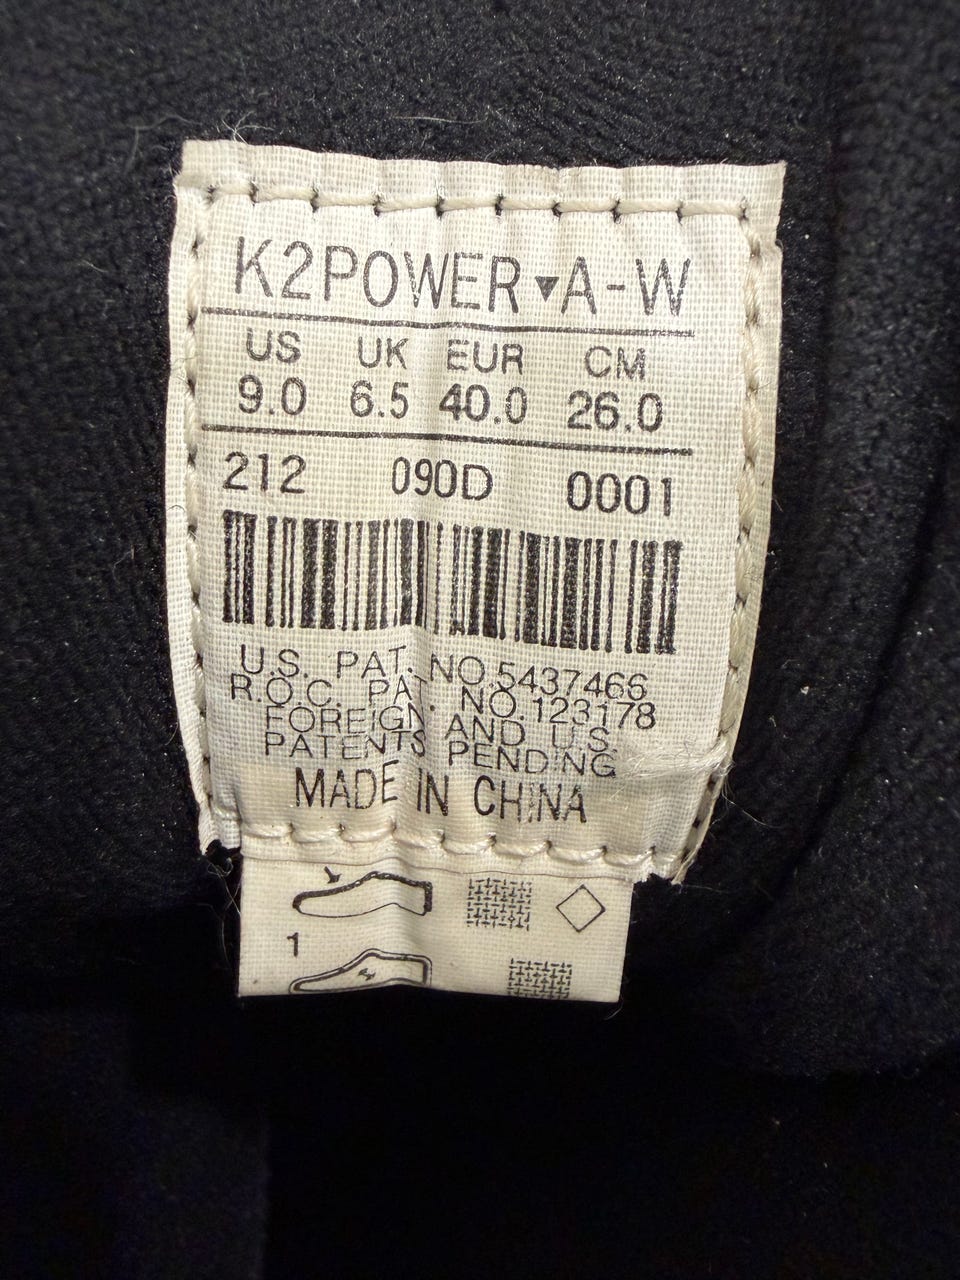 K2POWER▼A-W
US UK EUR CM
9.0 6.5 40.0 26.0
212 090D 0001
U.S. PAT. NO.5437466
R.O.C. PAT. NO.123178
FOREIGN AND U.S.
PATENTS PENDING
MADE IN CHINA
1